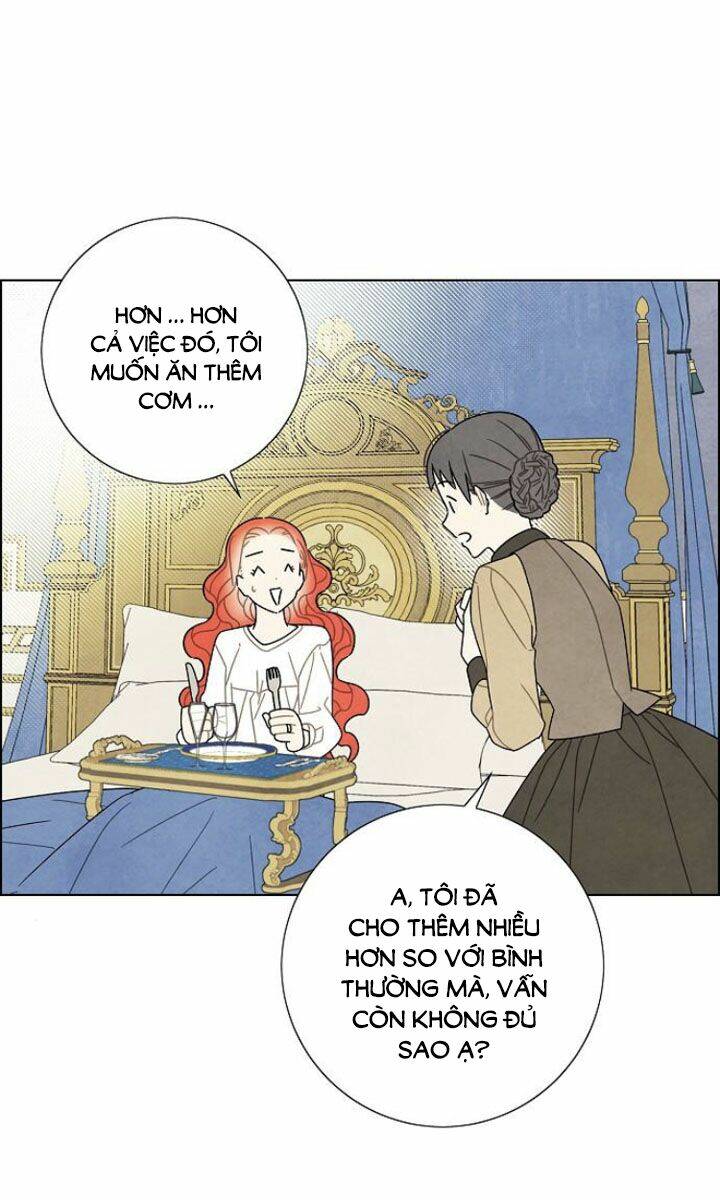 HƠN ... HƠN
CẢ VIỆC ĐÓ, TÔI
MUỐN ĂN THÊM
CƠM ...
A, TÔI ĐÃ
CHO THÊM NHIỀU
HƠN SO VỚI BÌNH
THƯỜNG MÀ, VẪN
CÒN KHÔNG ĐỦ
SAO Ạ?